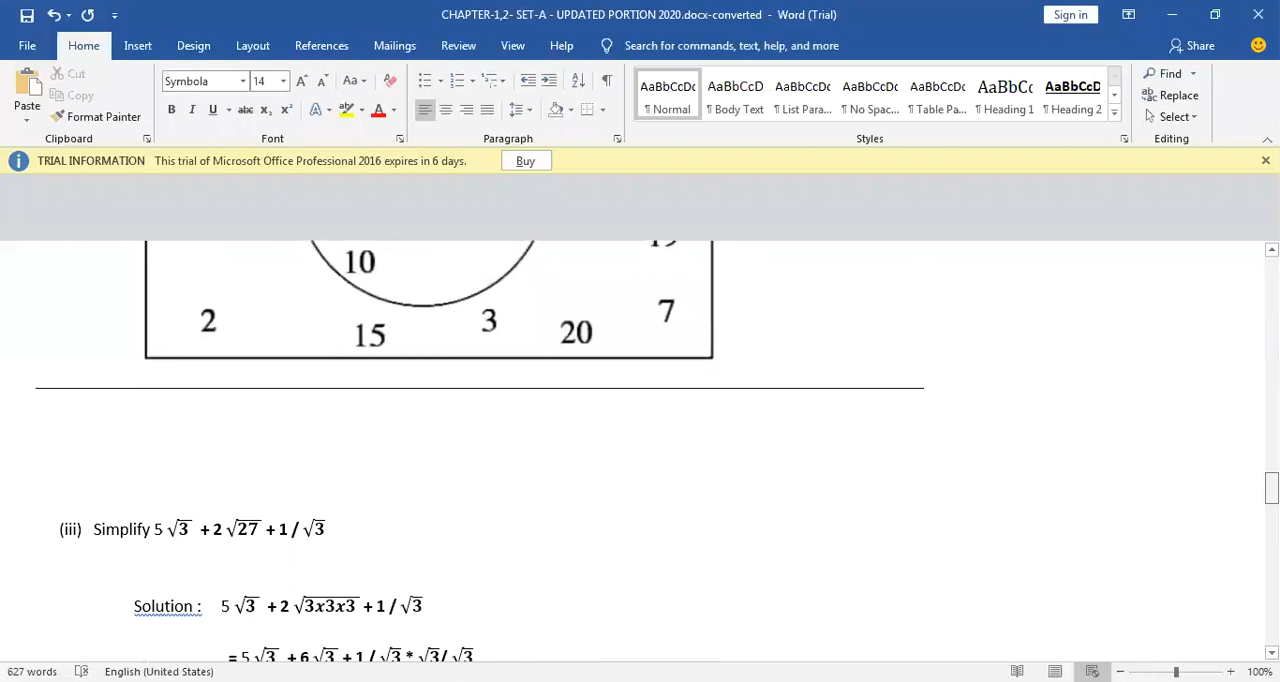 CHAPTER-1,2- SET-A - UPDATED PORTION 2020.docx-converted - Word (Trial)
Sign in
File Home Insert Design Layout References Mailings Review View Help Search for commands, text, help, and more Share
Paste
Cut
Copy
Format Painter
Clipboard
Symbola 14
Aa
B I U abc x₂ x²
A A
Font
Paragraph
AaBbCcDc AaBbCcD AaBbCcDc AaBbCcDc AaBbCcDc AaBbCc AaBbCcD
¶ Normal ¶ Body Text ¶ List Para... ¶ No Spac... ¶ Table Pa... ¶ Heading 1 ¶ Heading 2
Styles
Find
Replace
Select
Editing
TRIAL INFORMATION This trial of Microsoft Office Professional 2016 expires in 6 days. Buy
10
2 15 3 20 7
(iii) Simplify 5 √3 + 2 √27 + 1 / √3
Solution : 5 √3 + 2 √3x3x3 + 1 / √3
= 5 √3 + 6 √3 + 1 / √3 * √3/ √3
627 words English (United States) 100%